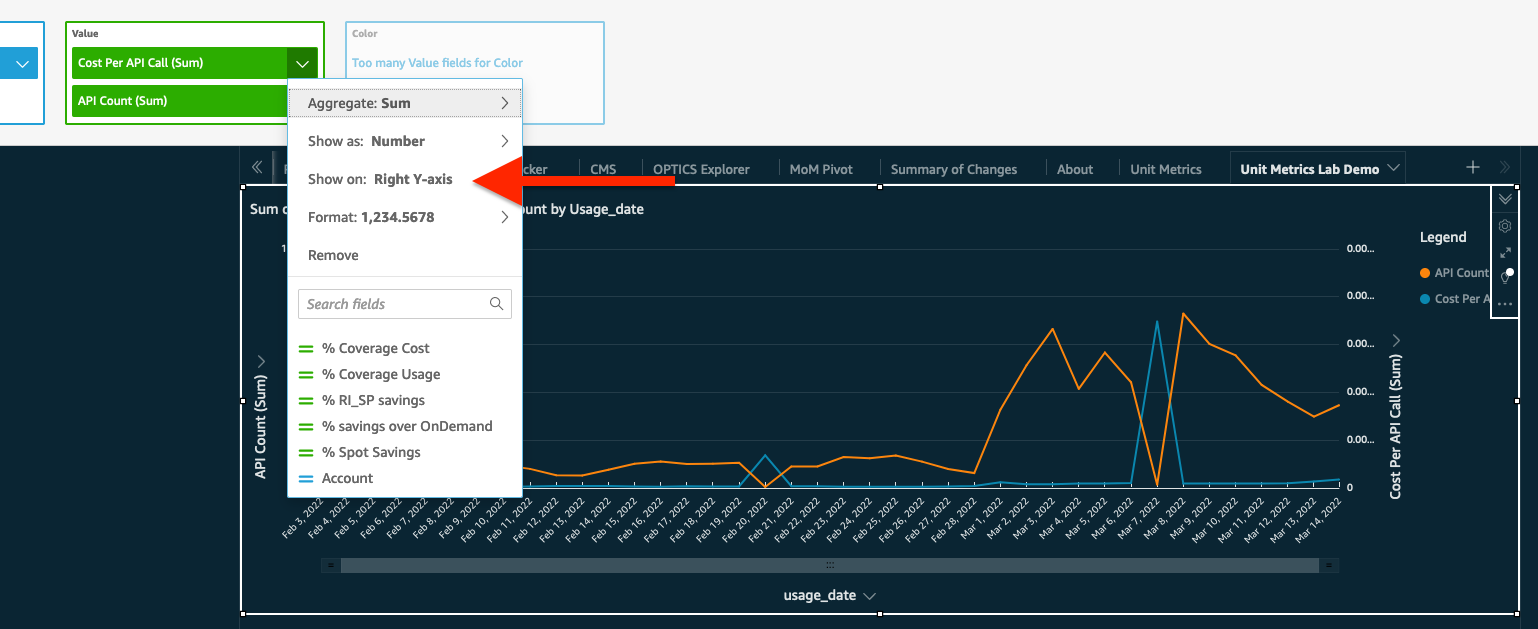 Value
Color
Cost Per API Call (Sum)
Too many Value fields for Color
API Count (Sum)
Aggregate: Sum
Show as: Number
Show on: Right Y-axis
Format: 1,234.5678
Remove
Search fields
% Coverage Cost
% Coverage Usage
% RI_SP savings
% savings over OnDemand
% Spot Savings
Account
CMS
OPTICS Explorer
MoM Pivot
Summary of Changes
About
Unit Metrics
Unit Metrics Lab Demo
Sum
by Usage_date
Legend
API Count
Cost Per A
0.00...
0.00...
0.00...
0.00...
0.00...
0
API Count (Sum)
Cost Per API Call (Sum)
Feb 3, 2022
Feb 4, 2022
Feb 5, 2022
Feb 6, 2022
Feb 7, 2022
Feb 8, 2022
Feb 9, 2022
Feb 10, 2022
Feb 11, 2022
Feb 12, 2022
Feb 13, 2022
Feb 14, 2022
Feb 15, 2022
Feb 16, 2022
Feb 17, 2022
Feb 18, 2022
Feb 19, 2022
Feb 20, 2022
Feb 21, 2022
Feb 22, 2022
Feb 23, 2022
Feb 24, 2022
Feb 25, 2022
Feb 26, 2022
Feb 27, 2022
Feb 28, 2022
Mar 1, 2022
Mar 2, 2022
Mar 3, 2022
Mar 4, 2022
Mar 5, 2022
Mar 6, 2022
Mar 7, 2022
Mar 8, 2022
Mar 9, 2022
Mar 10, 2022
Mar 11, 2022
Mar 12, 2022
Mar 13, 2022
Mar 14, 2022
usage_date